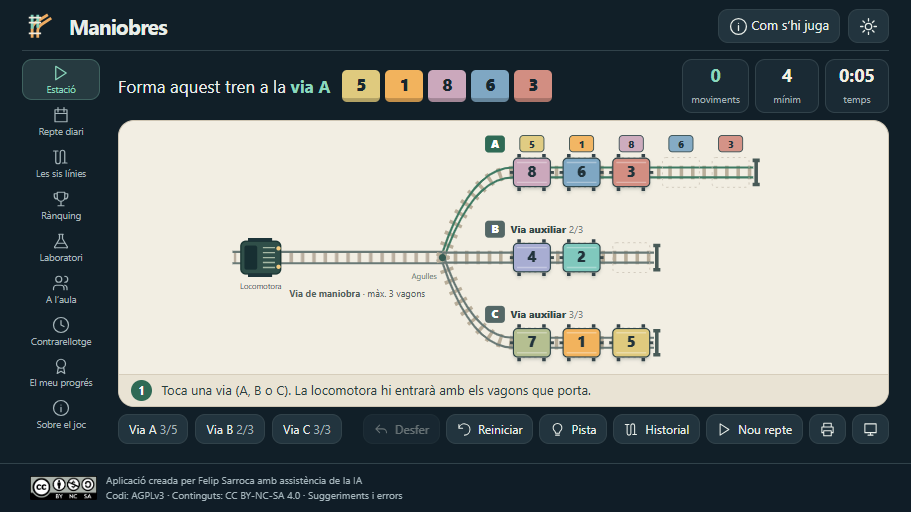 Maniobres
Com s'hi juga
Estació
Repte diari
Les sis línies
Rànquing
Laboratori
A l'aula
Contrarellotge
El meu progrés
Sobre el joc
Forma aquest tren a la via A 5 1 8 6 3
0 moviments
4 mínim
0:05 temps
A 5 1 8 6 3
8 6 3
B Via auxiliar 2/3
4 2
Agulles
Locomotora
Via de maniobra · màx. 3 vagons
C Via auxiliar 3/3
7 1 5
1 Toca una via (A, B o C). La locomotora hi entrarà amb els vagons que porta.
Via A 3/5 Via B 2/3 Via C 3/3 Desfer Reiniciar Pista Historial Nou repte
CC BY NC SA
Aplicació creada per Felip Sarroca amb assistència de la IA
Codi: AGPLv3 · Continguts: CC BY-NC-SA 4.0 · Suggeriments i errors